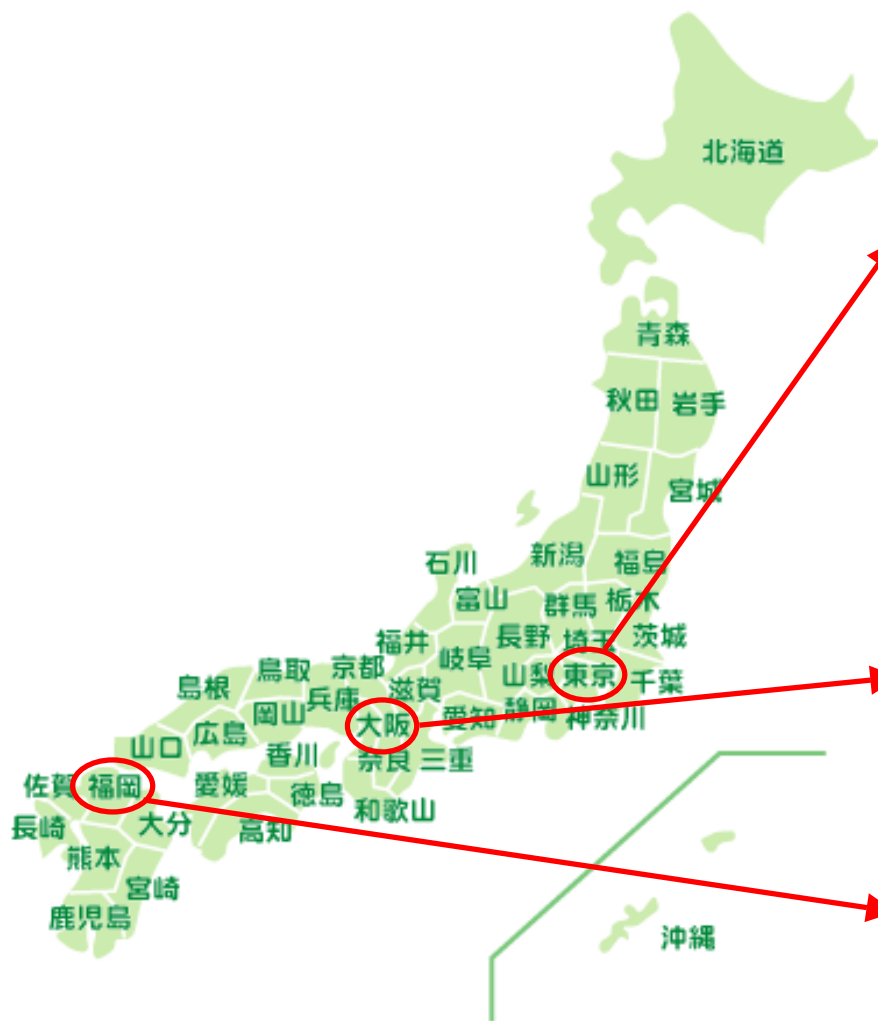 北海道
青森
秋田
岩手
山形
宮城
石川
新潟
福島
富山
群馬
栃木
福井
長野
埼玉
茨城
岐阜
鳥取
京都
滋賀
山梨
東京
千葉
島根
兵庫
岡山
大阪
愛知
静岡
神奈川
山口
広島
香川
奈良
三重
佐賀
福岡
愛媛
徳島
和歌山
長崎
大分
高知
熊本
宮崎
鹿児島
沖縄